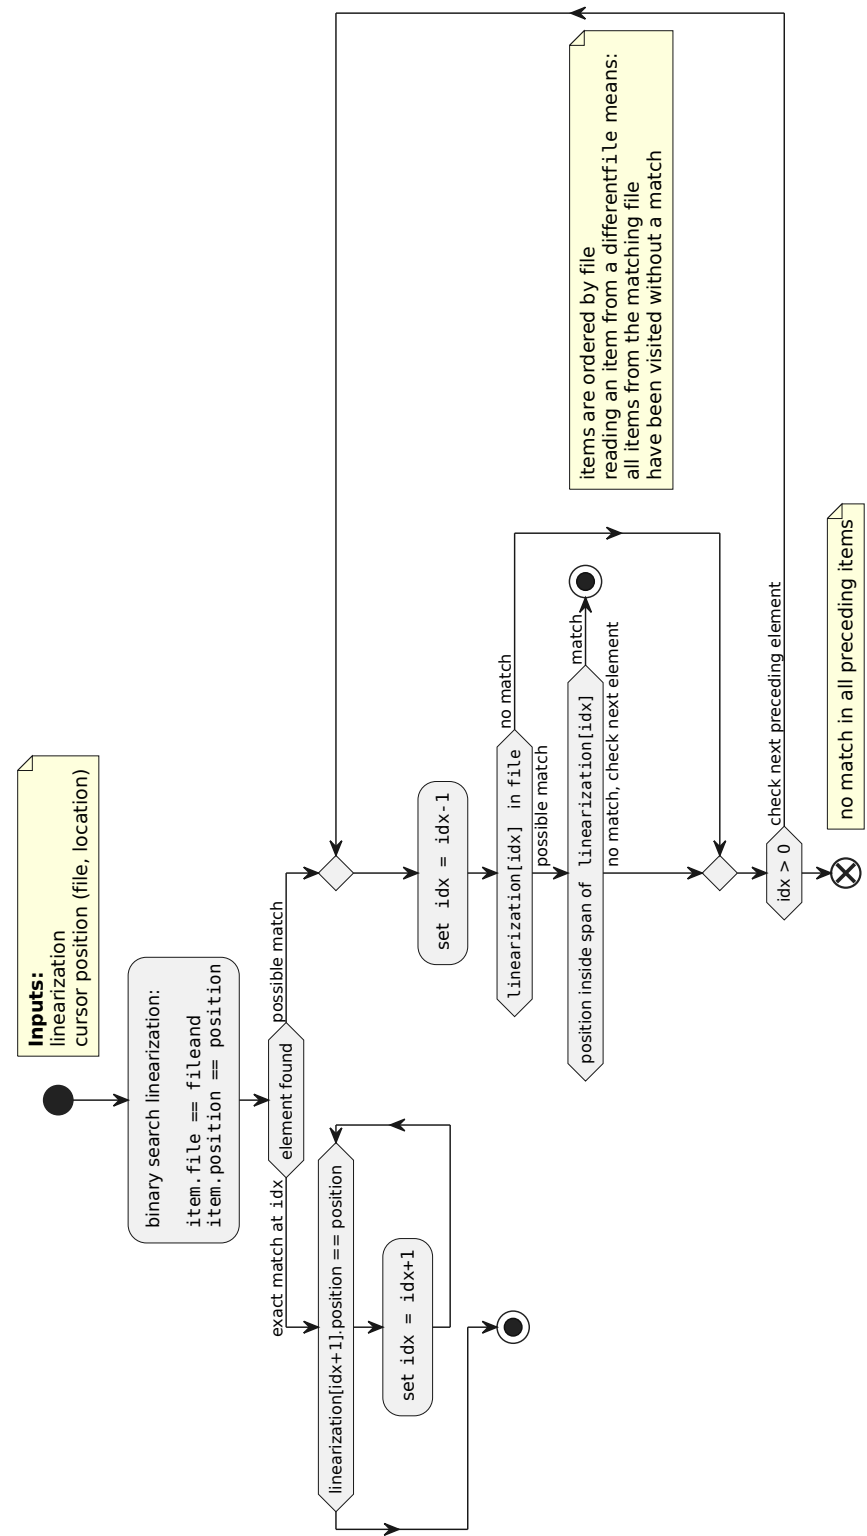 Inputs:
linearization
cursor position (file, location)
binary search linearization:
item.file == fileand
item.position == position
element found
exact match at idx
possible match
linearization[idx+1].position == position
set idx = idx+1
set idx = idx-1
linearization[idx] in file
no match
possible match
position inside span of linearization[idx]
match
no match, check next element
items are ordered by file
reading an item from a differentfile means:
all items from the matching file
have been visited without a match
idx > 0
check next preceding element
no match in all preceding items